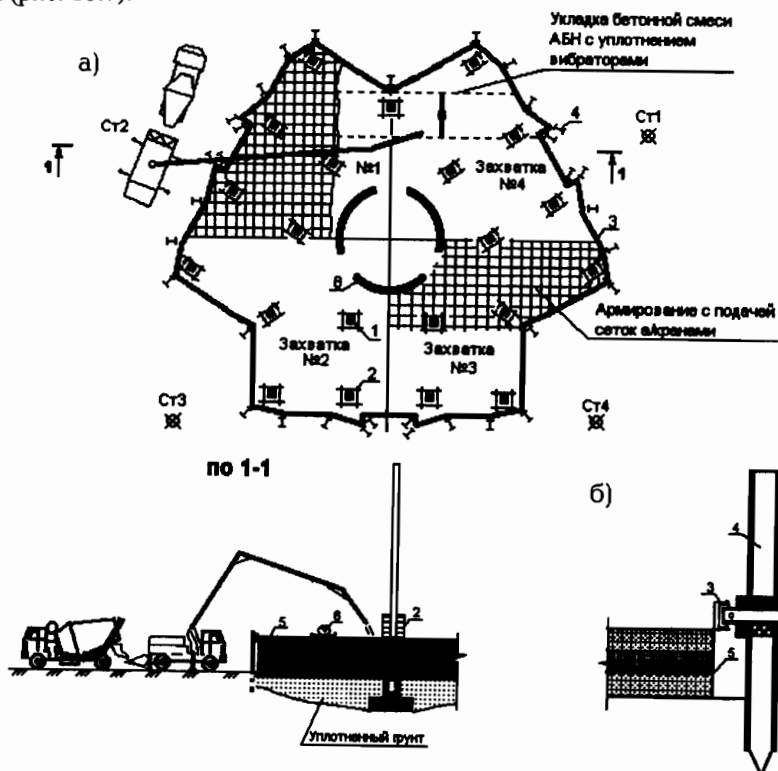 Укладка бетонной смеси
АБН с уплотнением
вибраторами
а)
Ст2
4
Ст1
1
1
№1
Захватка
№4
3
8
Армирование с подачей
сеток а/кранами
1
Захватка
№2
Захватка
№3
2
Ст3
Ст4
по 1-1
б)
4
3
5
6
2
5
Уплотненный грунт